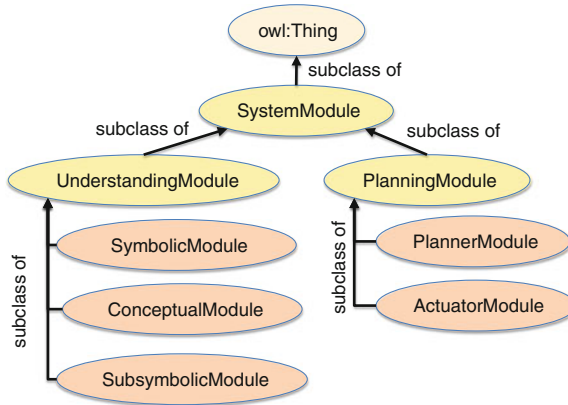 owl:Thing
subclass of
SystemModule
subclass of
subclass of
UnderstandingModule
PlanningModule
subclass of
SymbolicModule
ConceptualModule
SubsymbolicModule
subclass of
PlannerModule
ActuatorModule